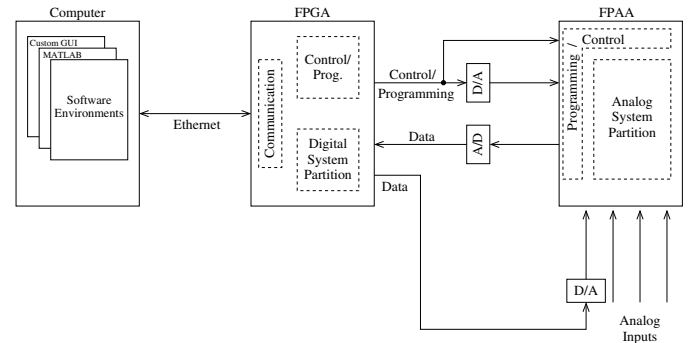 Computer
FPGA
FPAA
Custom GUI
MATLAB
Software
Environments
Ethernet
Communication
Control/
Prog.
Digital
System
Partition
Control/
Programming
D/A
Data
A/D
Data
Programming /
Control
Analog
System
Partition
D/A
Analog
Inputs